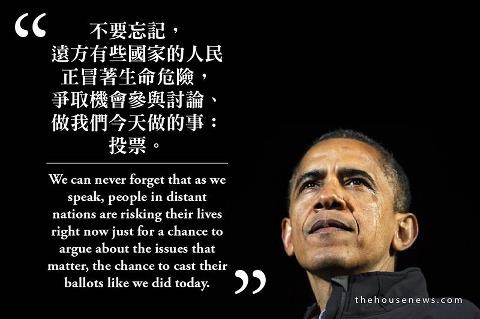 “
不要忘記，
遠方有些國家的人民
正冒著生命危險，
爭取機會參與討論、
做我們今天做的事：
投票。
We can never forget that as we
speak, people in distant
nations are risking their lives
right now just for a chance to
argue about the issues that
matter, the chance to cast their
ballots like we did today.
”
thehousenews.com